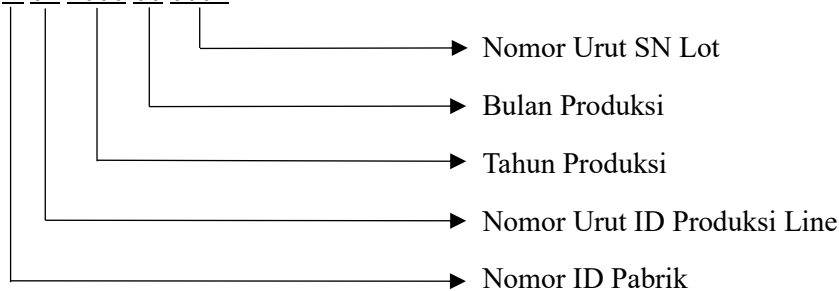 Nomor Urut SN Lot
Bulan Produksi
Tahun Produksi
Nomor Urut ID Produksi Line
Nomor ID Pabrik